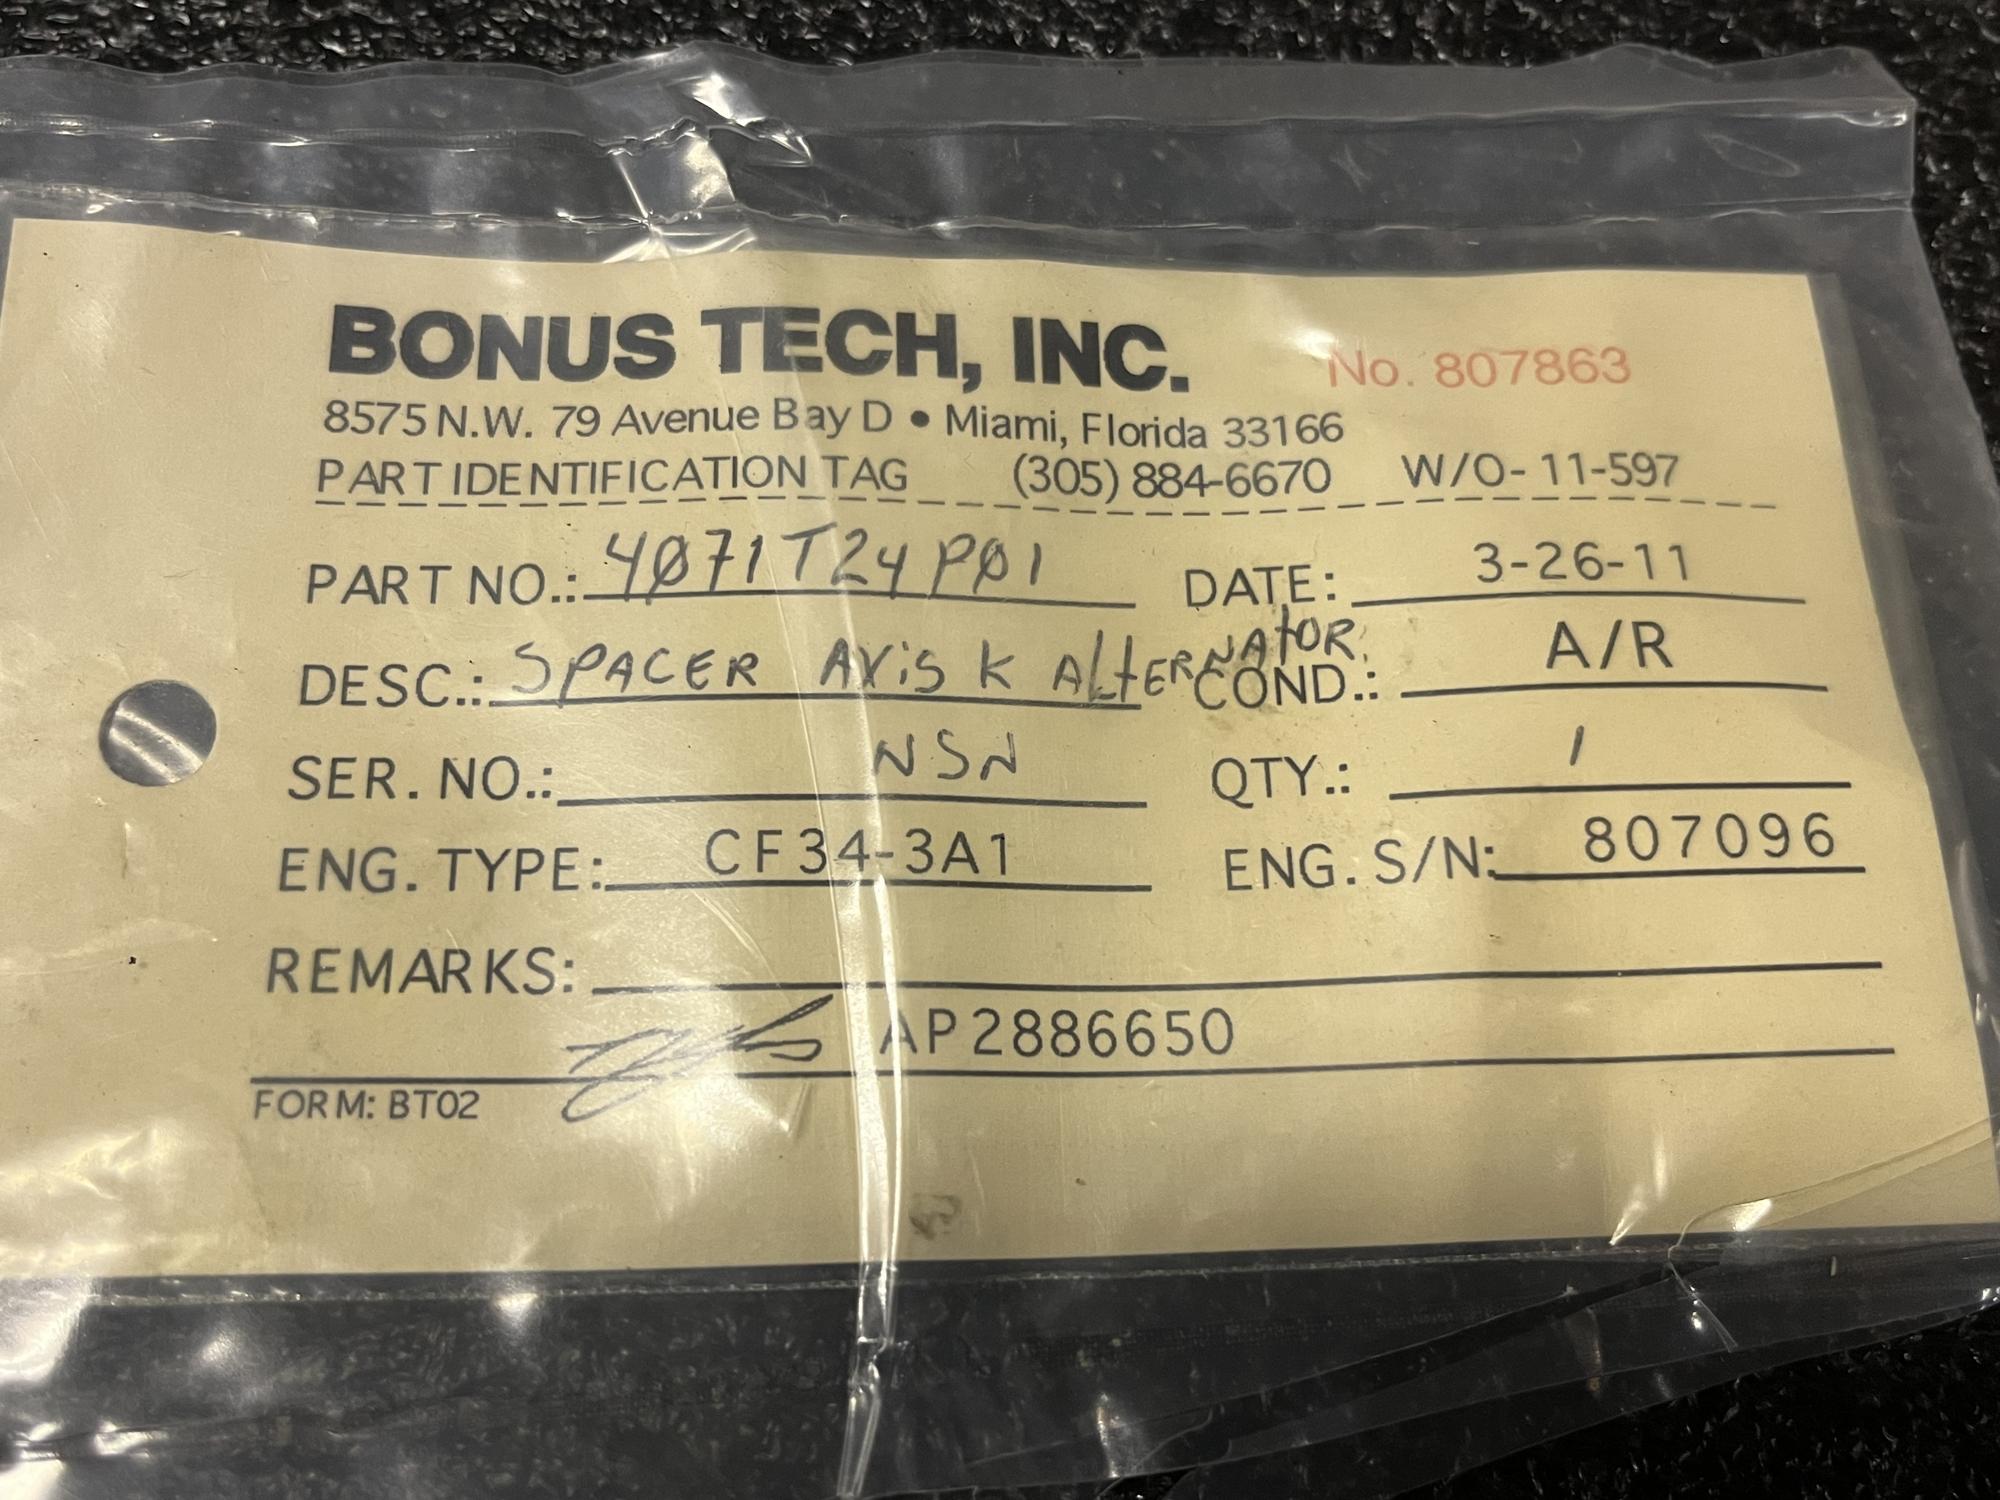 BONUS TECH, INC. No. 807863
8575 N.W. 79 Avenue Bay D • Miami, Florida 33166
PART IDENTIFICATION TAG (305) 884-6670 W/O- 11-597
PART NO.: 4071T24P01 DATE: 3-26-11
DESC.: SPACER AXis K AltERNAtOR COND.: A/R
SER. NO.: NSN QTY.: 1
ENG. TYPE: CF34-3A1 ENG. S/N: 807096
REMARKS:
AP2886650
FORM: BT02